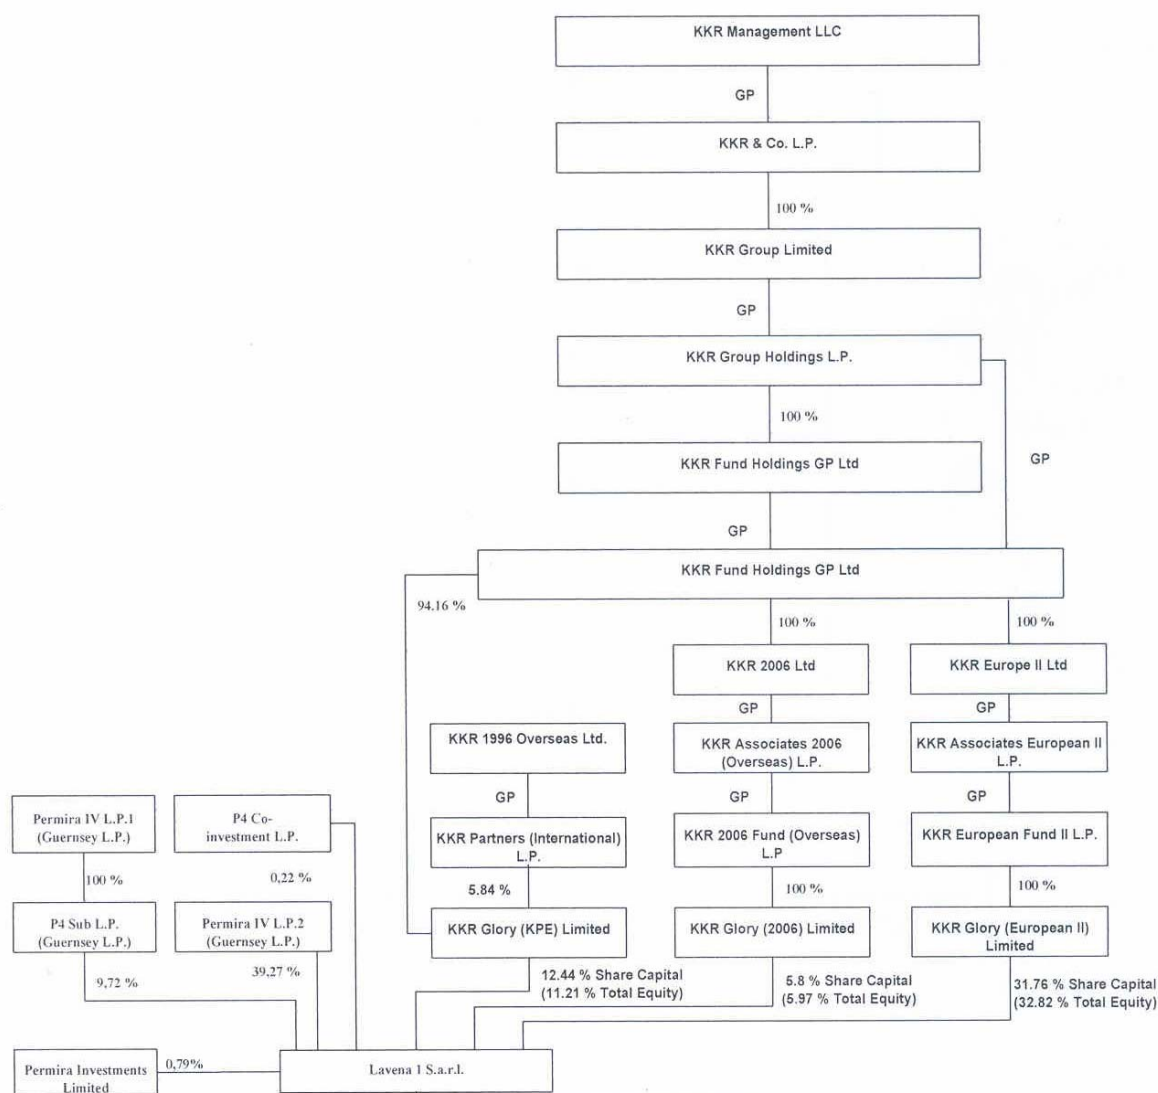 KKR Management LLC
GP
KKR & Co. L.P.
100 %
KKR Group Limited
GP
KKR Group Holdings L.P.
100 %
KKR Fund Holdings GP Ltd
GP
GP
KKR Fund Holdings GP Ltd
94.16 %
100 %
100 %
KKR 2006 Ltd
KKR Europe II Ltd
GP
GP
KKR 1996 Overseas Ltd.
KKR Associates 2006
(Overseas) L.P.
KKR Associates European II
L.P.
GP
GP
GP
Permira IV L.P.1
(Guernsey L.P.)
P4 Co-
investment L.P.
KKR Partners (International)
L.P.
KKR 2006 Fund (Overseas)
L.P
KKR European Fund II L.P.
100 %
0,22 %
5.84 %
100 %
100 %
P4 Sub L.P.
(Guernsey L.P.)
Permira IV L.P.2
(Guernsey L.P.)
KKR Glory (KPE) Limited
KKR Glory (2006) Limited
KKR Glory (European II)
Limited
9,72 %
39,27 %
12.44 % Share Capital
(11.21 % Total Equity)
5.8 % Share Capital
(5.97 % Total Equity)
31.76 % Share Capital
(32.82 % Total Equity)
Permira Investments
Limited
0,79%
Lavena 1 S.a.r.l.